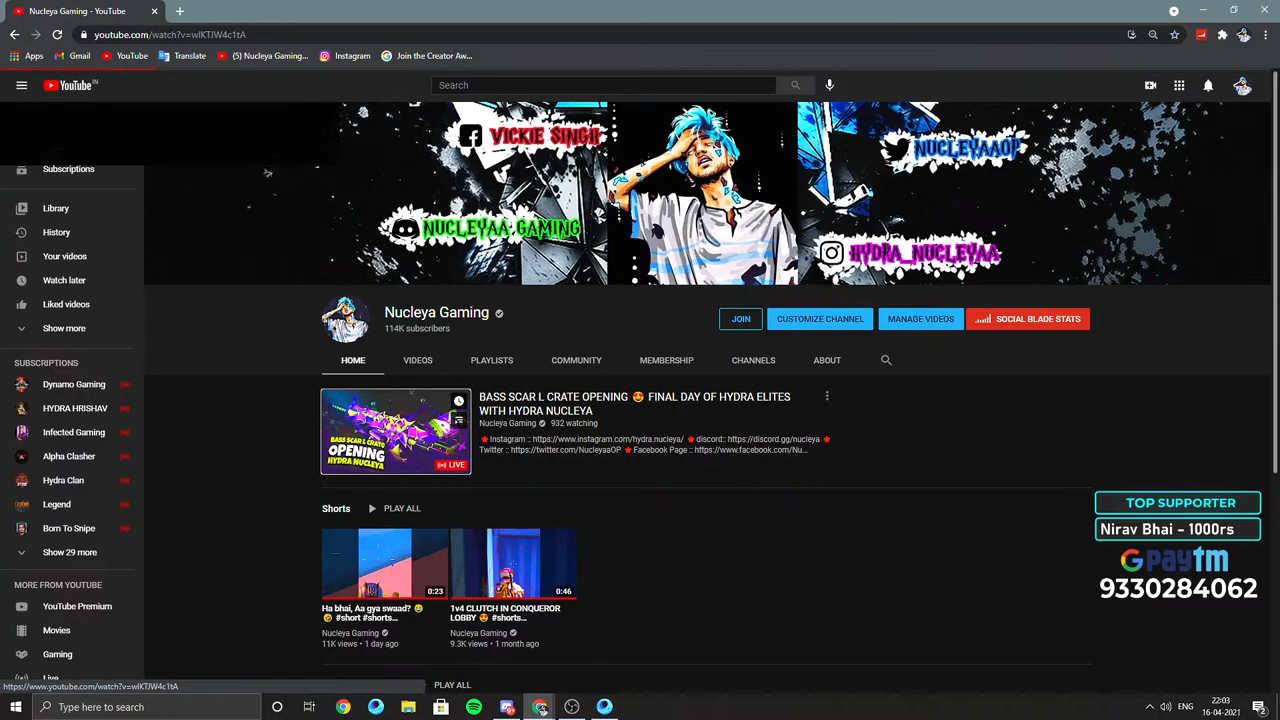 Nucleya Gaming - YouTube
youtube.com/watch?v=wlKTJW4c1tA
Apps
Gmail
YouTube
Translate
(5) Nucleya Gaming...
Instagram
Join the Creator Aw...
YouTube IN
Search
VICKIE SINGH
NUCLEYAAOP
NUCLEYAA GAMING
HYDRA_NUCLEYAA
Subscriptions
Library
History
Your videos
Watch later
Liked videos
Show more
SUBSCRIPTIONS
Dynamo Gaming
HYDRA HRISHAV
Infected Gaming
Alpha Clasher
Hydra Clan
Legend
Born To Snipe
Show 29 more
MORE FROM YOUTUBE
YouTube Premium
Movies
Gaming
Live
Nucleya Gaming
114K subscribers
JOIN
CUSTOMIZE CHANNEL
MANAGE VIDEOS
SOCIAL BLADE STATS
HOME
VIDEOS
PLAYLISTS
COMMUNITY
MEMBERSHIP
CHANNELS
ABOUT
BASS SCAR L CRATE
OPENING
HYDRA NUCLEYA
LIVE
BASS SCAR L CRATE OPENING 😍 FINAL DAY OF HYDRA ELITES
WITH HYDRA NUCLEYA
Nucleya Gaming 932 watching
Instagram :: https://www.instagram.com/hydra.nucleya/ discord:: https://discord.gg/nucleya
Twitter :: https://twitter.com/NucleyaaOP Facebook Page :: https://www.facebook.com/Nu...
Shorts
PLAY ALL
0:23
0:46
Ha bhai, Aa gya swaad? 😂
🤣 #short #shorts...
Nucleya Gaming
11K views • 1 day ago
1v4 CLUTCH IN CONQUEROR
LOBBY 😍 #shorts...
Nucleya Gaming
9.3K views • 1 month ago
PLAY ALL
TOP SUPPORTER
Nirav Bhai - 1000rs
G paytm
9330284062
https://www.youtube.com/watch?v=wlKTJW4c1tA
Type here to search
ENG
22:03
16-04-2021